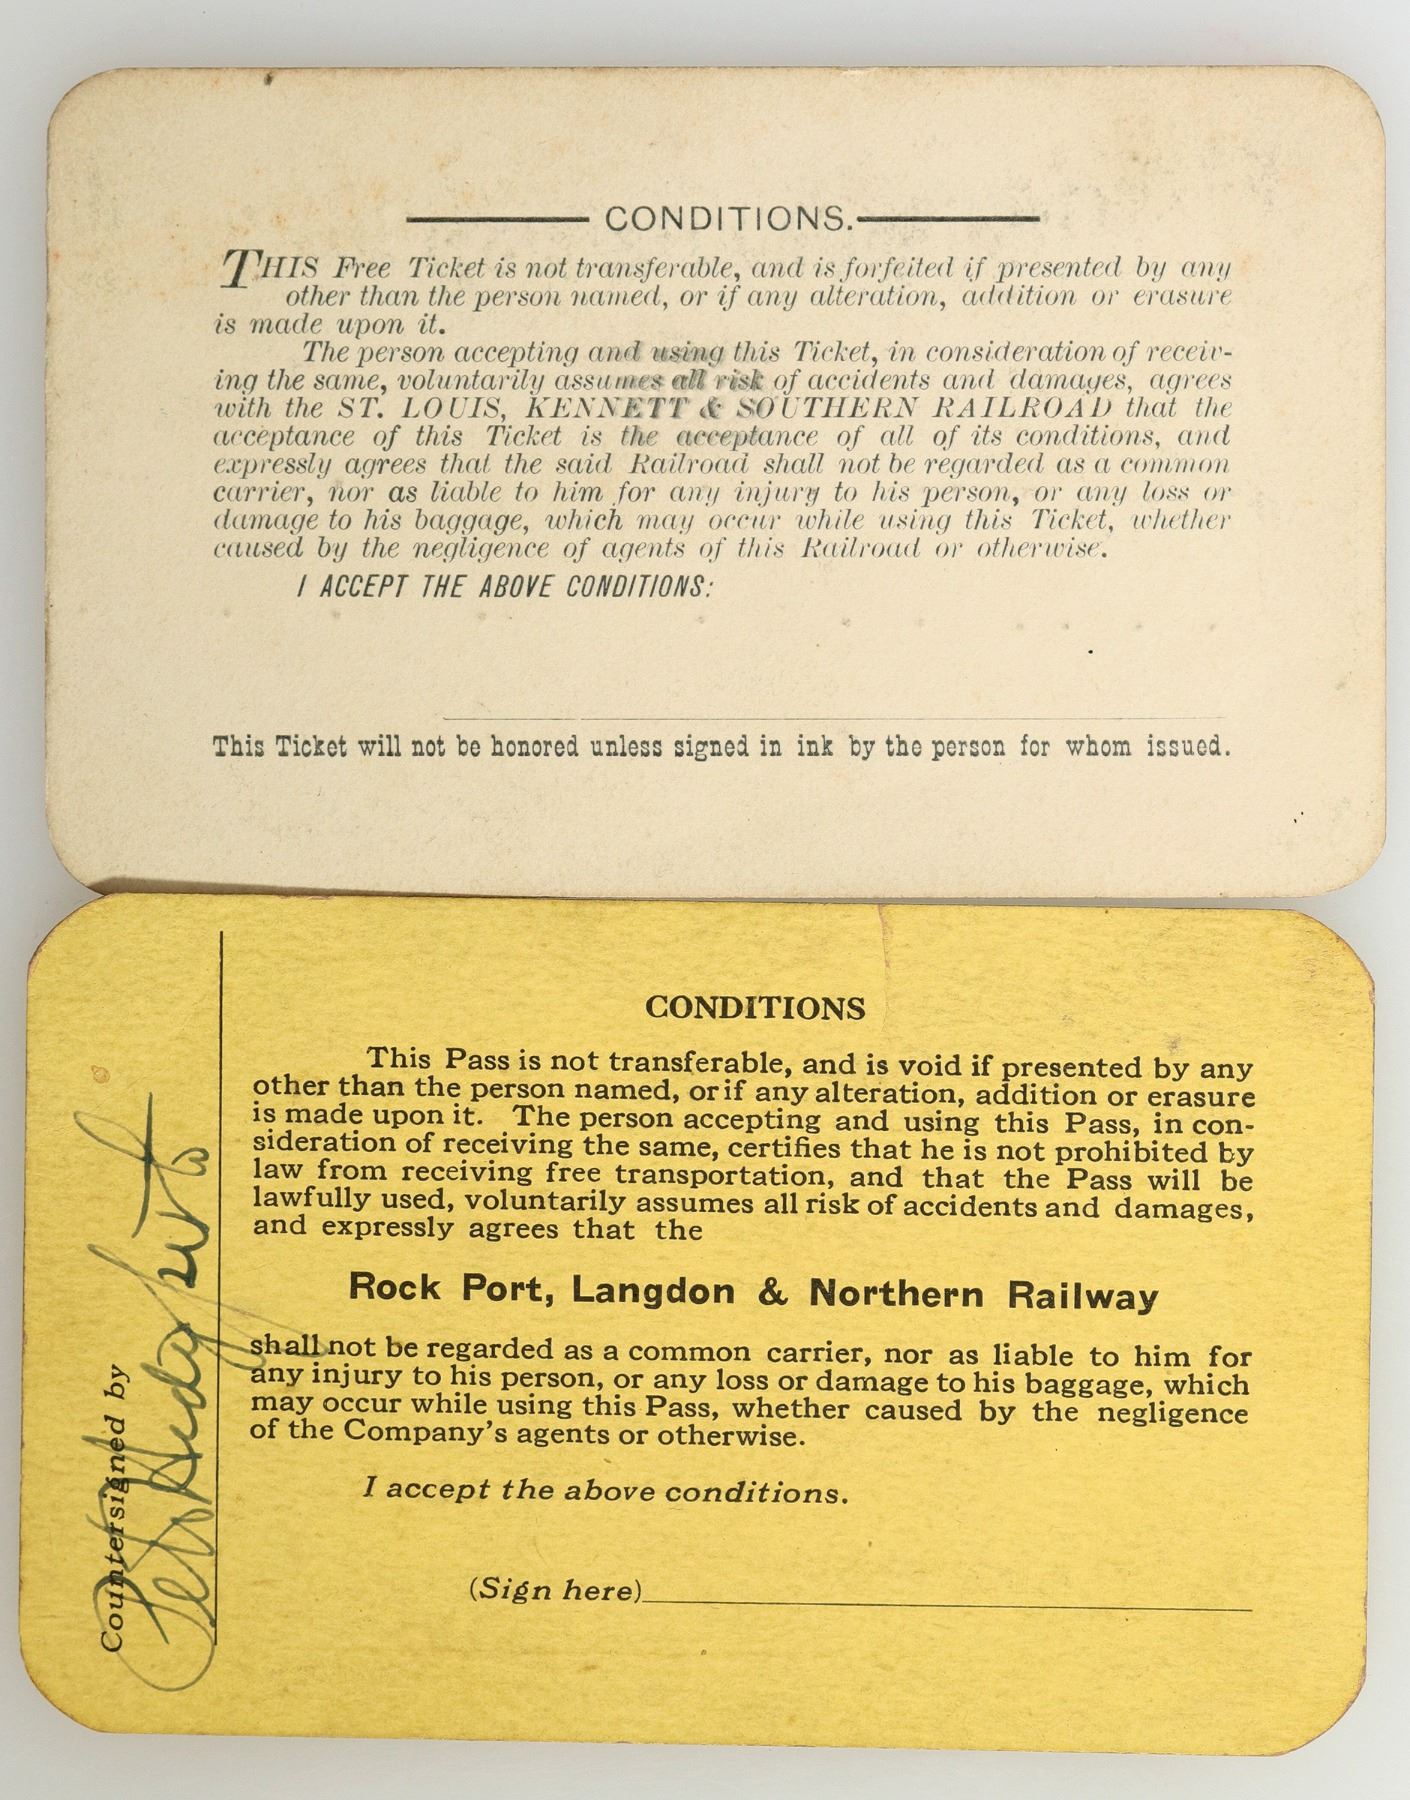 CONDITIONS.
THIS Free Ticket is not transferable, and is forfeited if presented by any
other than the person named, or if any alteration, addition or erasure
is made upon it.
The person accepting and using this Ticket, in consideration of receiv-
ing the same, voluntarily assumes all risk of accidents and damages, agrees
with the ST. LOUIS, KENNETT & SOUTHERN RAILROAD that the
acceptance of this Ticket is the acceptance of all of its conditions, and
expressly agrees that the said Railroad shall not be regarded as a common
carrier, nor as liable to him for any injury to his person, or any loss or
damage to his baggage, which may occur while using this Ticket, whether
caused by the negligence of agents of this Railroad or otherwise.
I ACCEPT THE ABOVE CONDITIONS:
This Ticket will not be honored unless signed in ink by the person for whom issued.
CONDITIONS
This Pass is not transferable, and is void if presented by any
other than the person named, or if any alteration, addition or erasure
is made upon it. The person accepting and using this Pass, in con-
sideration of receiving the same, certifies that he is not prohibited by
law from receiving free transportation, and that the Pass will be
lawfully used, voluntarily assumes all risk of accidents and damages,
and expressly agrees that the
Rock Port, Langdon & Northern Railway
shall not be regarded as a common carrier, nor as liable to him for
any injury to his person, or any loss or damage to his baggage, which
may occur while using this Pass, whether caused by the negligence
of the Company's agents or otherwise.
I accept the above conditions.
(Sign here)
Countersigned by